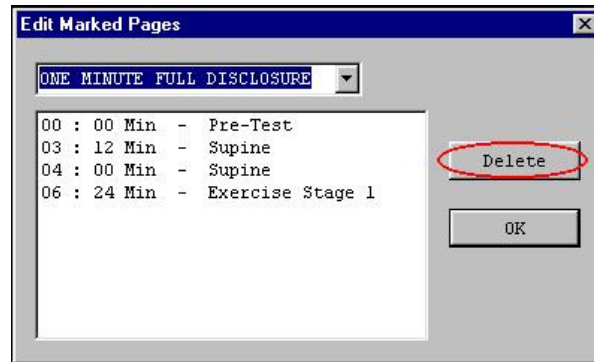 Edit Marked Pages
ONE MINUTE FULL DISCLOSURE
00 : 00 Min - Pre-Test
03 : 12 Min - Supine
04 : 00 Min - Supine
06 : 24 Min - Exercise Stage 1
Delete
OK